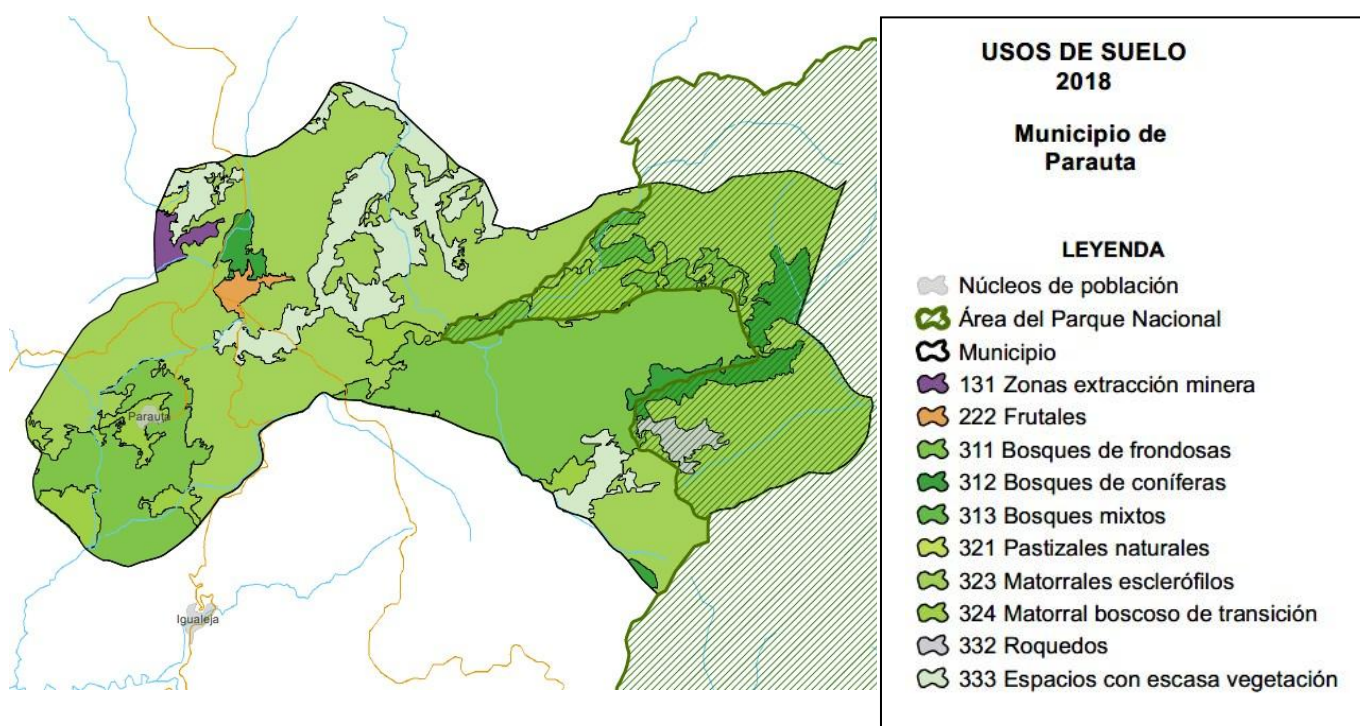 Parauta
Igualeja
USOS DE SUELO
2018
Municipio de
Parauta
LEYENDA
Núcleos de población
Área del Parque Nacional
Municipio
131 Zonas extracción minera
222 Frutales
311 Bosques de frondosas
312 Bosques de coníferas
313 Bosques mixtos
321 Pastizales naturales
323 Matorrales esclerófilos
324 Matorral boscoso de transición
332 Roquedos
333 Espacios con escasa vegetación